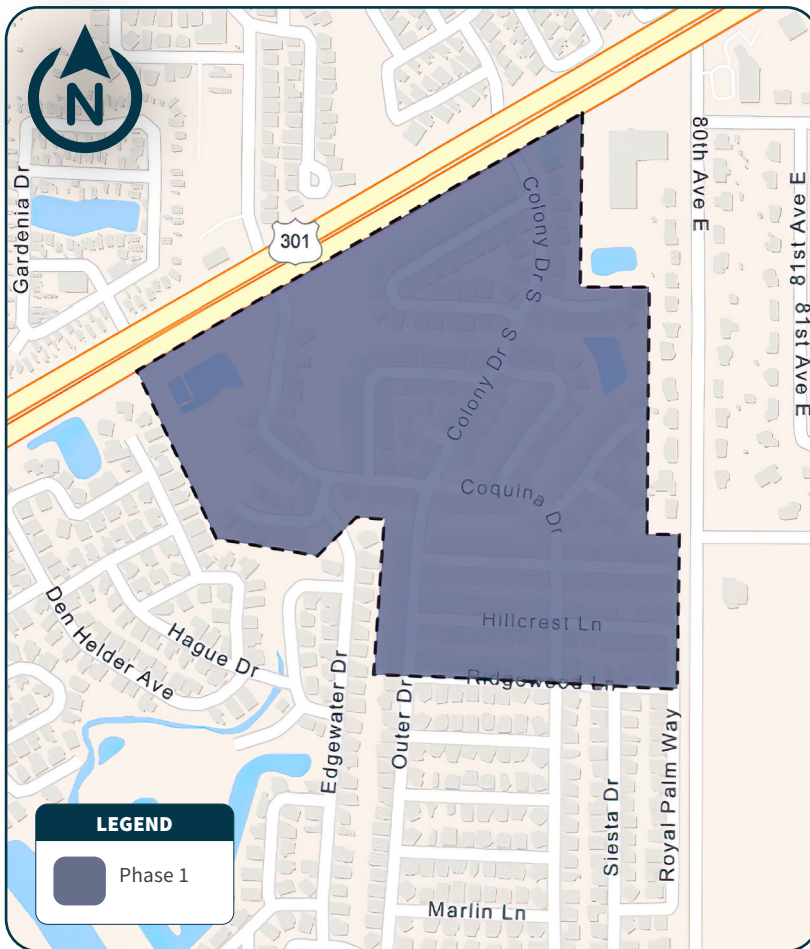 N
Gardenia Dr
301
80th Ave E
81st Ave E
81st Ave E
Colony Dr S
Colony Dr S
Coquina Dr
Hillcrest Ln
Ridgewood Ln
Den Helder Ave
Hague Dr
Edgewater Dr
Outer Dr
Siesta Dr
Royal Palm Way
Marlin Ln
LEGEND
Phase 1